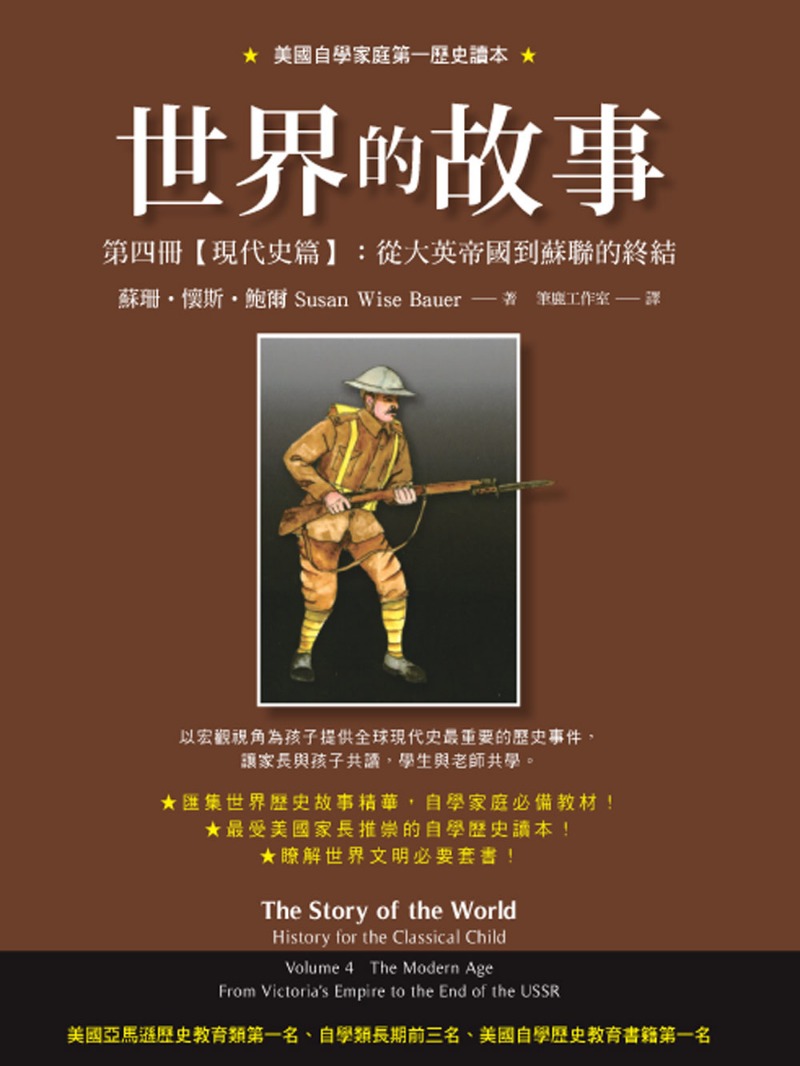 ★ 美國自學家庭第一歷史讀本 ★
世界的故事
第四冊【現代史篇】：從大英帝國到蘇聯的終結
蘇珊・懷斯・鮑爾 Susan Wise Bauer ─ 著 筆鹿工作室 ─ 譯
以宏觀視角為孩子提供全球現代史最重要的歷史事件，
讓家長與孩子共讀，學生與老師共學。
★匯集世界歷史故事精華，自學家庭必備教材！
★最受美國家長推崇的自學歷史讀本！
★瞭解世界文明必要套書！
The Story of the World
History for the Classical Child
Volume 4 The Modern Age
From Victoria's Empire to the End of the USSR
美國亞馬遜歷史教育類第一名、自學類長期前三名、美國自學歷史教育書籍第一名